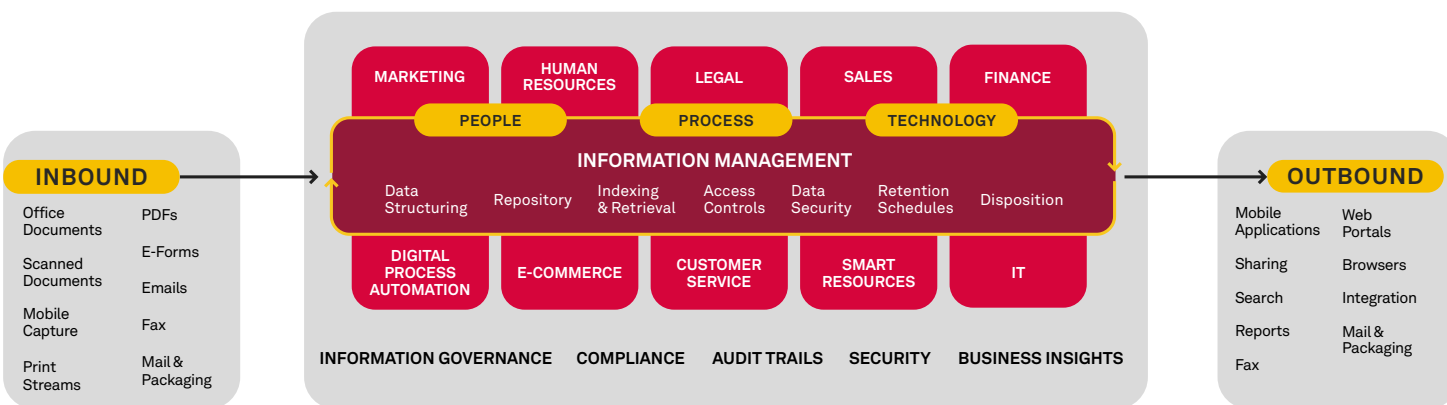 INBOUND
Office
Documents
Scanned
Documents
Mobile
Capture
Print
Streams
PDFs
E-Forms
Emails
Fax
Mail &
Packaging
MARKETING
HUMAN
RESOURCES
LEGAL
SALES
FINANCE
PEOPLE
PROCESS
TECHNOLOGY
INFORMATION MANAGEMENT
Data
Structuring
Repository
Indexing
& Retrieval
Access
Controls
Data
Security
Retention
Schedules
Disposition
DIGITAL
PROCESS
AUTOMATION
E-COMMERCE
CUSTOMER
SERVICE
SMART
RESOURCES
IT
INFORMATION GOVERNANCE
COMPLIANCE
AUDIT TRAILS
SECURITY
BUSINESS INSIGHTS
OUTBOUND
Mobile
Applications
Sharing
Search
Reports
Fax
Web
Portals
Browsers
Integration
Mail &
Packaging